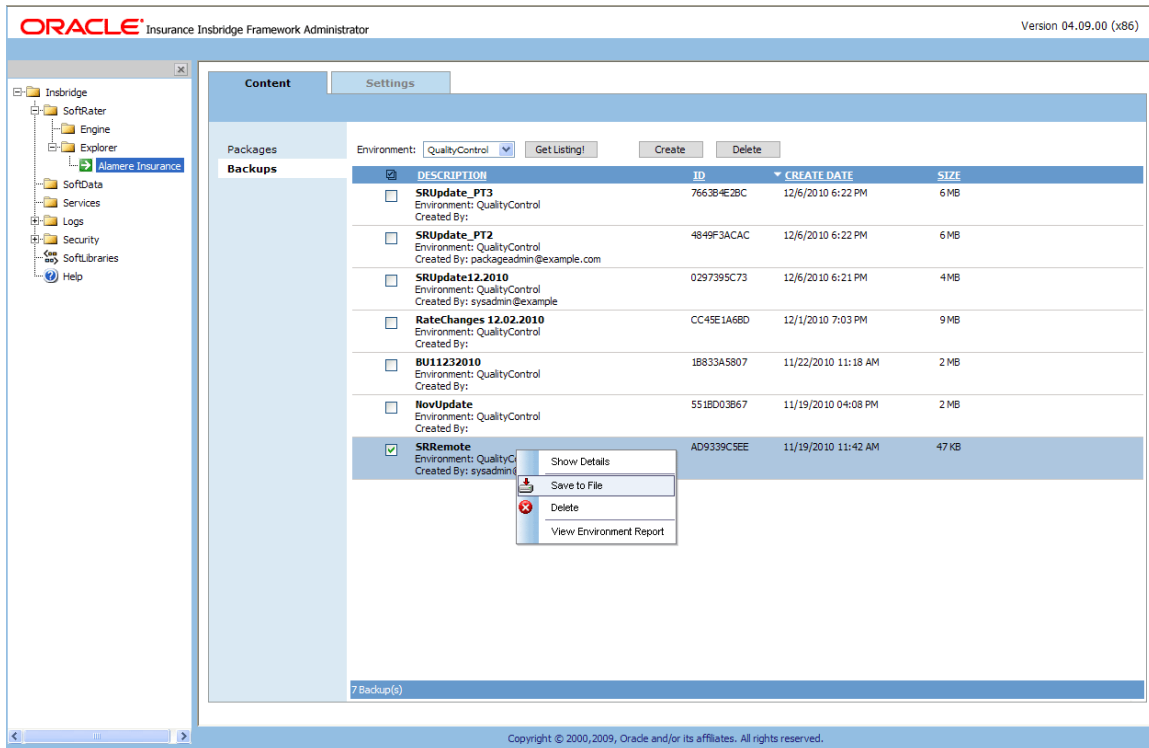 ORACLE Insurance Insbridge Framework Administrator
Version 04.09.00 (x86)
Insbridge
SoftRater
Engine
Explorer
Alamere Insurance
SoftData
Services
Logs
Security
SoftLibraries
Help
Content
Settings
Packages
Backups
Environment: QualityControl Get Listing! Create Delete
DESCRIPTION ID CREATE DATE SIZE
SRUpdate_PT3 7663B4E2BC 12/6/2010 6:22 PM 6 MB
Environment: QualityControl
Created By:
SRUpdate_PT2 4849F3ACAC 12/6/2010 6:22 PM 6 MB
Environment: QualityControl
Created By: packageadmin@example.com
SRUpdate12.2010 0297395C73 12/6/2010 6:21 PM 4 MB
Environment: QualityControl
Created By: sysadmin@example
RateChanges 12.02.2010 CC45E1A6BD 12/1/2010 7:03 PM 9 MB
Environment: QualityControl
Created By:
BU11232010 1B833A5807 11/22/2010 11:18 AM 2 MB
Environment: QualityControl
Created By:
NovUpdate 551BD03B67 11/19/2010 04:08 PM 2 MB
Environment: QualityControl
Created By:
SRRemote AD9339C5EE 11/19/2010 11:42 AM 47 KB
Environment: QualityC
Created By: sysadmin@
Show Details
Save to File
Delete
View Environment Report
7 Backup(s)
Copyright © 2000,2009, Oracle and/or its affiliates. All rights reserved.